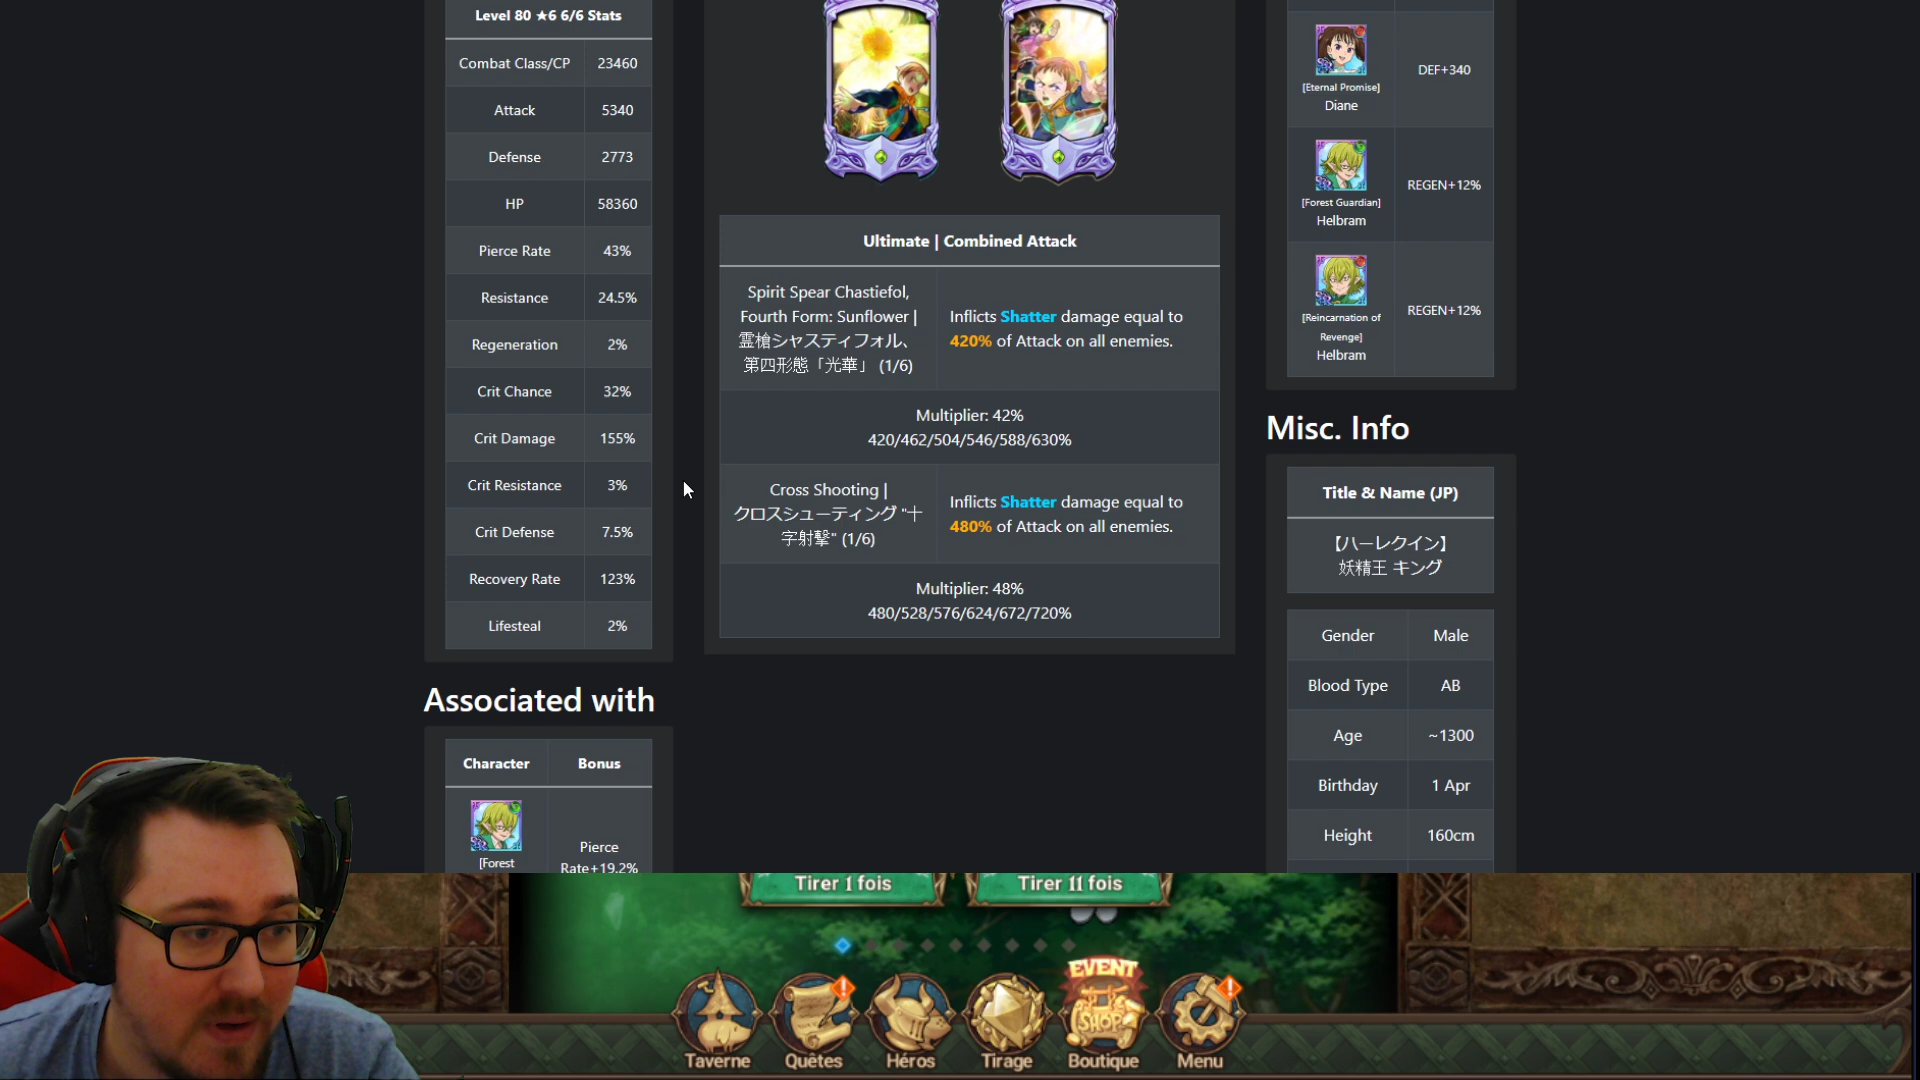 Level 80 ★6 6/6 Stats
Combat Class/CP 23460
Attack 5340
Defense 2773
HP 58360
Pierce Rate 43%
Resistance 24.5%
Regeneration 2%
Crit Chance 32%
Crit Damage 155%
Crit Resistance 3%
Crit Defense 7.5%
Recovery Rate 123%
Lifesteal 2%
Associated with
Character Bonus
[Forest
Pierce
Rate+19.2%
Ultimate | Combined Attack
Spirit Spear Chastiefol,
Fourth Form: Sunflower |
霊槍シャスティフォル、
第四形態「光華」 (1/6)
Inflicts Shatter damage equal to
420% of Attack on all enemies.
Multiplier: 42%
420/462/504/546/588/630%
Cross Shooting |
クロスシューティング "十
字射撃" (1/6)
Inflicts Shatter damage equal to
480% of Attack on all enemies.
Multiplier: 48%
480/528/576/624/672/720%
[Eternal Promise]
Diane
DEF+340
[Forest Guardian]
Helbram
REGEN+12%
[Reincarnation of
Revenge]
Helbram
REGEN+12%
Misc. Info
Title & Name (JP)
【ハーレクイン】
妖精王 キング
Gender Male
Blood Type AB
Age ~1300
Birthday 1 Apr
Height 160cm
Tirer 1 fois
Tirer 11 fois
EVENT
SHOP
Taverne
Quêtes
Héros
Tirage
Boutique
Menu